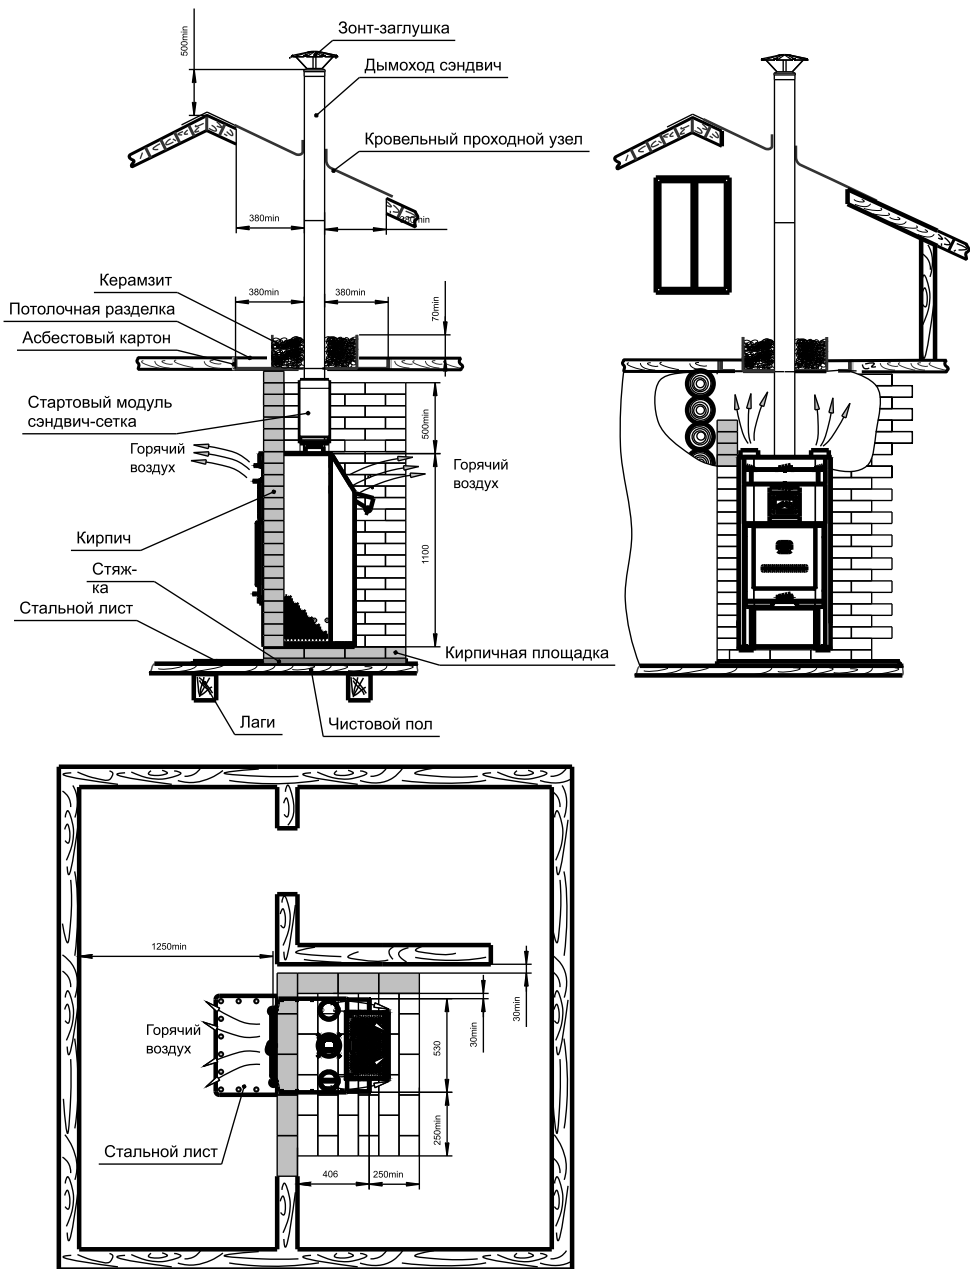 Зонт-заглушка
500min
Дымоход сэндвич
Кровельный проходной узел
380min
380min
Керамзит
380min
380min
70min
Потолочная разделка
Асбестовый картон
Стартовый модуль
сэндвич-сетка
500min
Горячий
воздух
Горячий
воздух
Кирпич
1100
Стяж-
ка
Стальной лист
Кирпичная площадка
Лаги
Чистовой пол
1250min
30min
30min
Горячий
воздух
530
250min
Стальной лист
406
250min